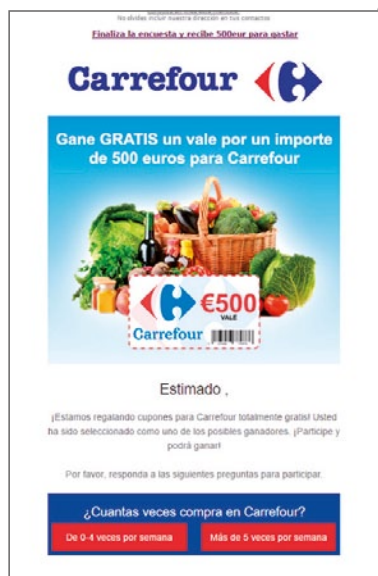 No olvides incluir nuestra dirección en tus contactos
Finaliza la encuesta y recibe 500eur para gastar
Carrefour
Gane GRATIS un vale por un importe
de 500 euros para Carrefour
€500
VALE
Carrefour
Estimado ,
¡Estamos regalando cupones para Carrefour totalmente gratis! Usted
ha sido seleccionado como uno de los posibles ganadores. ¡Participe y
podrá ganar!
Por favor, responda a las siguientes preguntas para participar.
¿Cuantas veces compra en Carrefour?
De 0-4 veces por semana
Más de 5 veces por semana